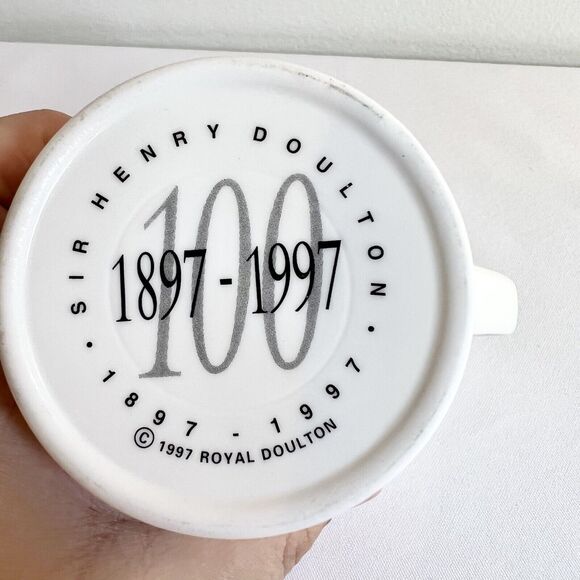 • SIR HENRY DOULTON •
100
1897 - 1997
1897 - 1997
© 1997 ROYAL DOULTON